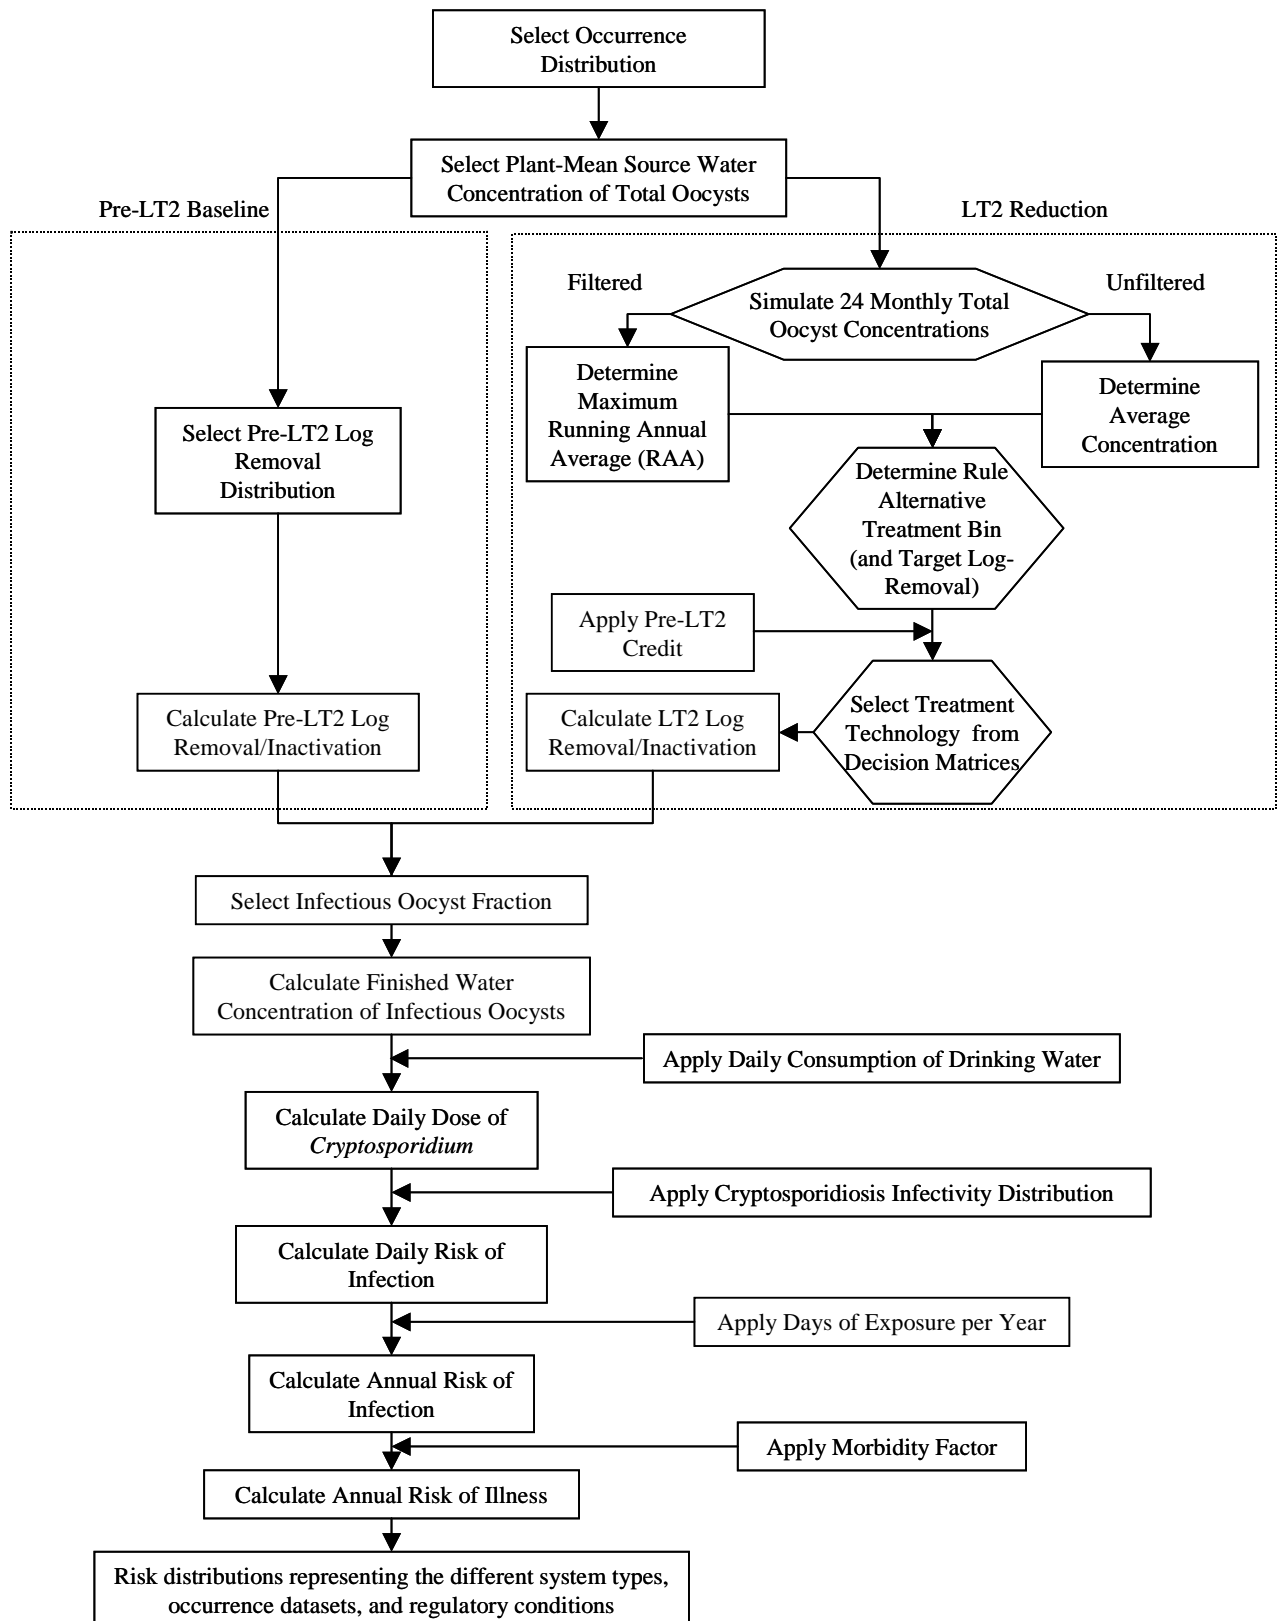 Select Occurrence
Distribution
Select Plant-Mean Source Water
Concentration of Total Oocysts
Pre-LT2 Baseline
LT2 Reduction
Filtered
Unfiltered
Simulate 24 Monthly Total
Oocyst Concentrations
Determine
Maximum
Running Annual
Average (RAA)
Determine
Average
Concentration
Select Pre-LT2 Log
Removal
Distribution
Determine Rule
Alternative
Treatment Bin
(and Target Log-
Removal)
Apply Pre-LT2
Credit
Select Treatment
Technology from
Decision Matrices
Calculate Pre-LT2 Log
Removal/Inactivation
Calculate LT2 Log
Removal/Inactivation
Select Infectious Oocyst Fraction
Calculate Finished Water
Concentration of Infectious Oocysts
Apply Daily Consumption of Drinking Water
Calculate Daily Dose of
Cryptosporidium
Apply Cryptosporidiosis Infectivity Distribution
Calculate Daily Risk of
Infection
Apply Days of Exposure per Year
Calculate Annual Risk of
Infection
Apply Morbidity Factor
Calculate Annual Risk of Illness
Risk distributions representing the different system types,
occurrence datasets, and regulatory conditions